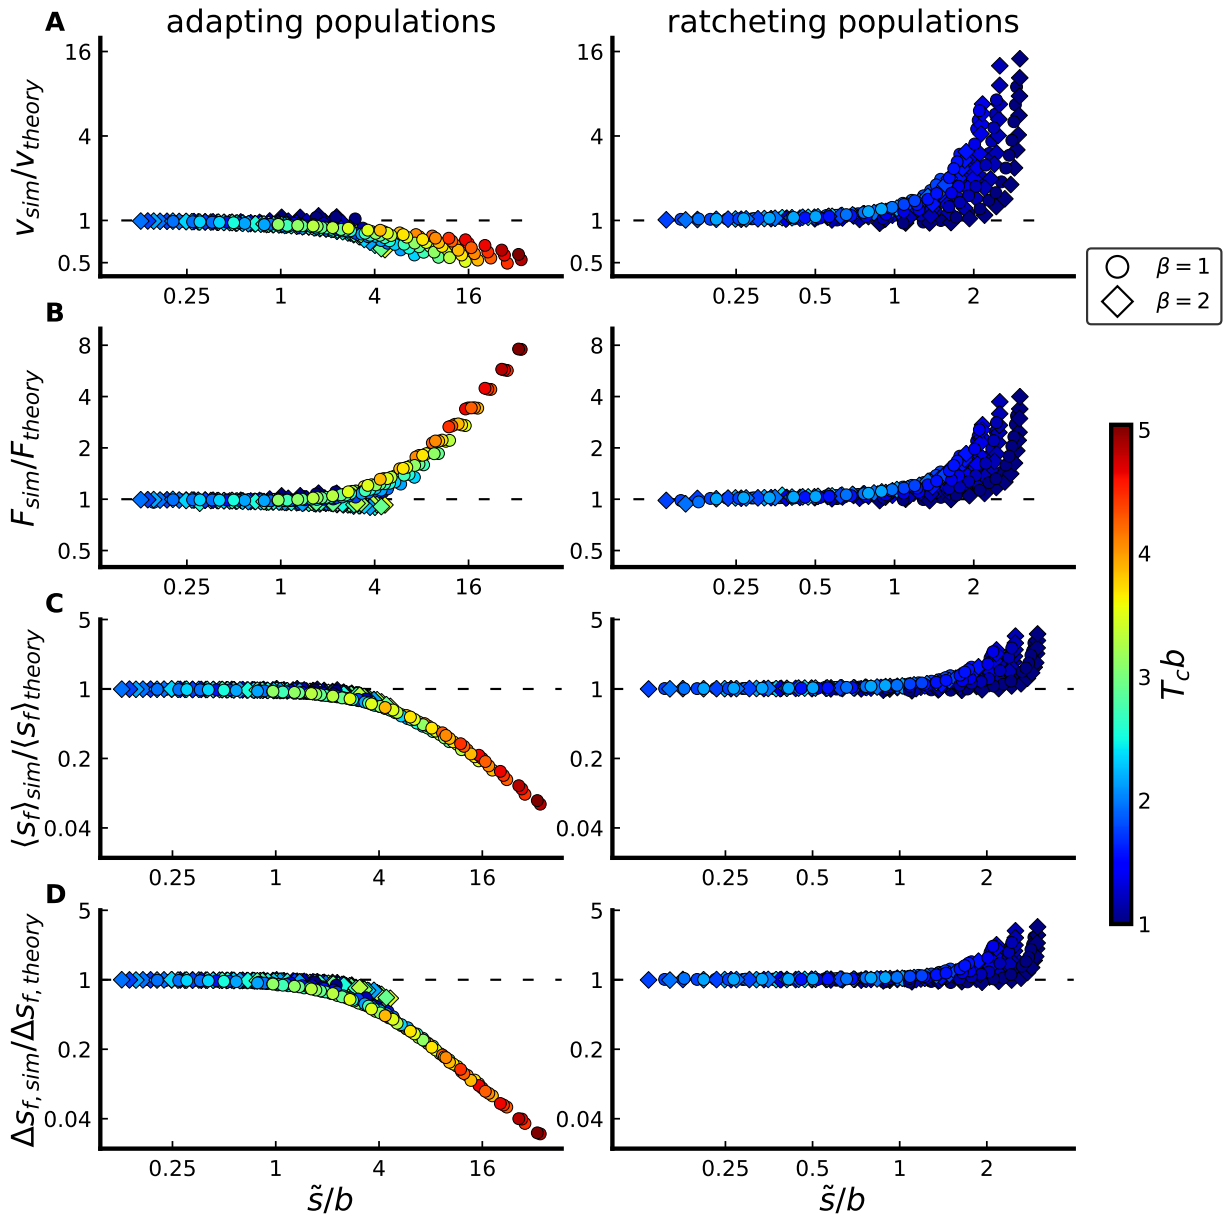 A adapting populations ratcheting populations
v_sim/v_theory
16
4
1
0.5
0.25 1 4 16
16
4
1
0.5
0.25 0.5 1 2
β = 1
β = 2
B
F_sim/F_theory
8
4
2
1
0.5
0.25 1 4 16
8
4
2
1
0.5
0.25 0.5 1 2
C
⟨s_f⟩_sim/⟨s_f⟩_theory
5
1
0.2
0.04
0.25 1 4 16
5
1
0.2
0.04
0.25 0.5 1 2
D
Δs_f,sim/Δs_f,theory
5
1
0.2
0.04
0.25 1 4 16
s̃/b
5
1
0.2
0.04
0.25 0.5 1 2
s̃/b
5
4
3
2
1
T_cb